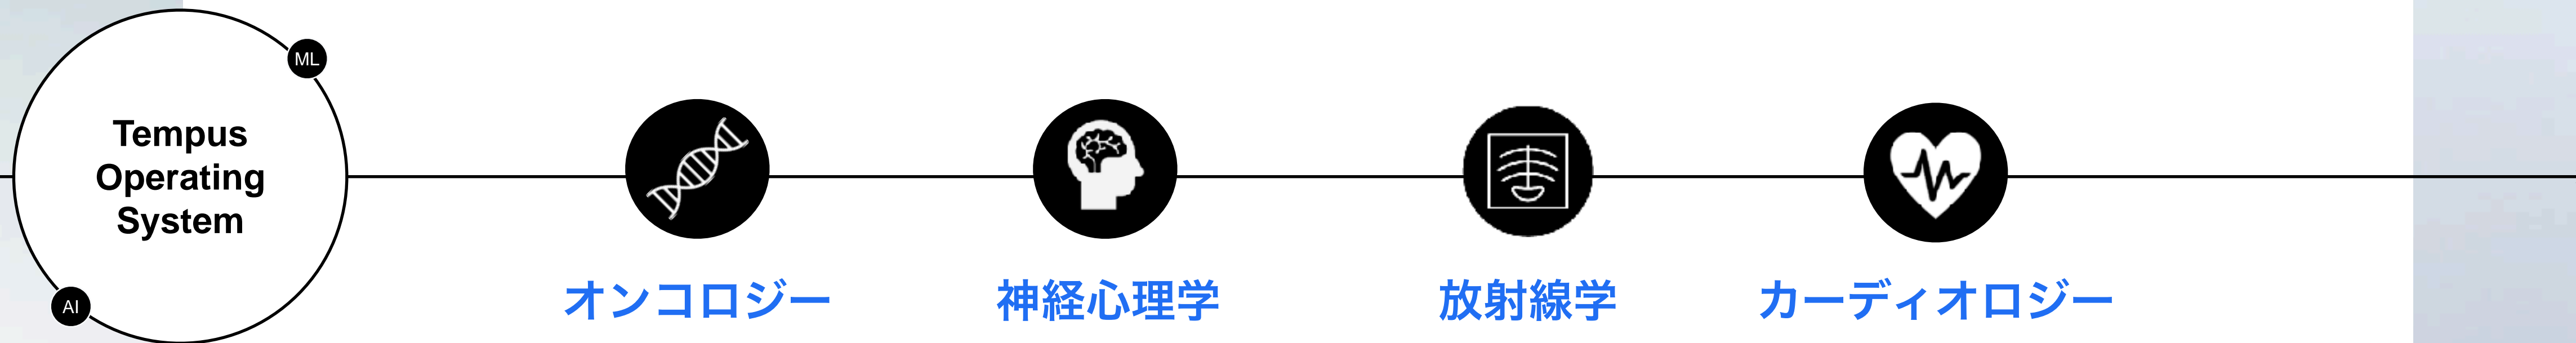 ML
Tempus
Operating
System
AI
オンコロジー
神経心理学
放射線学
カーディオロジー